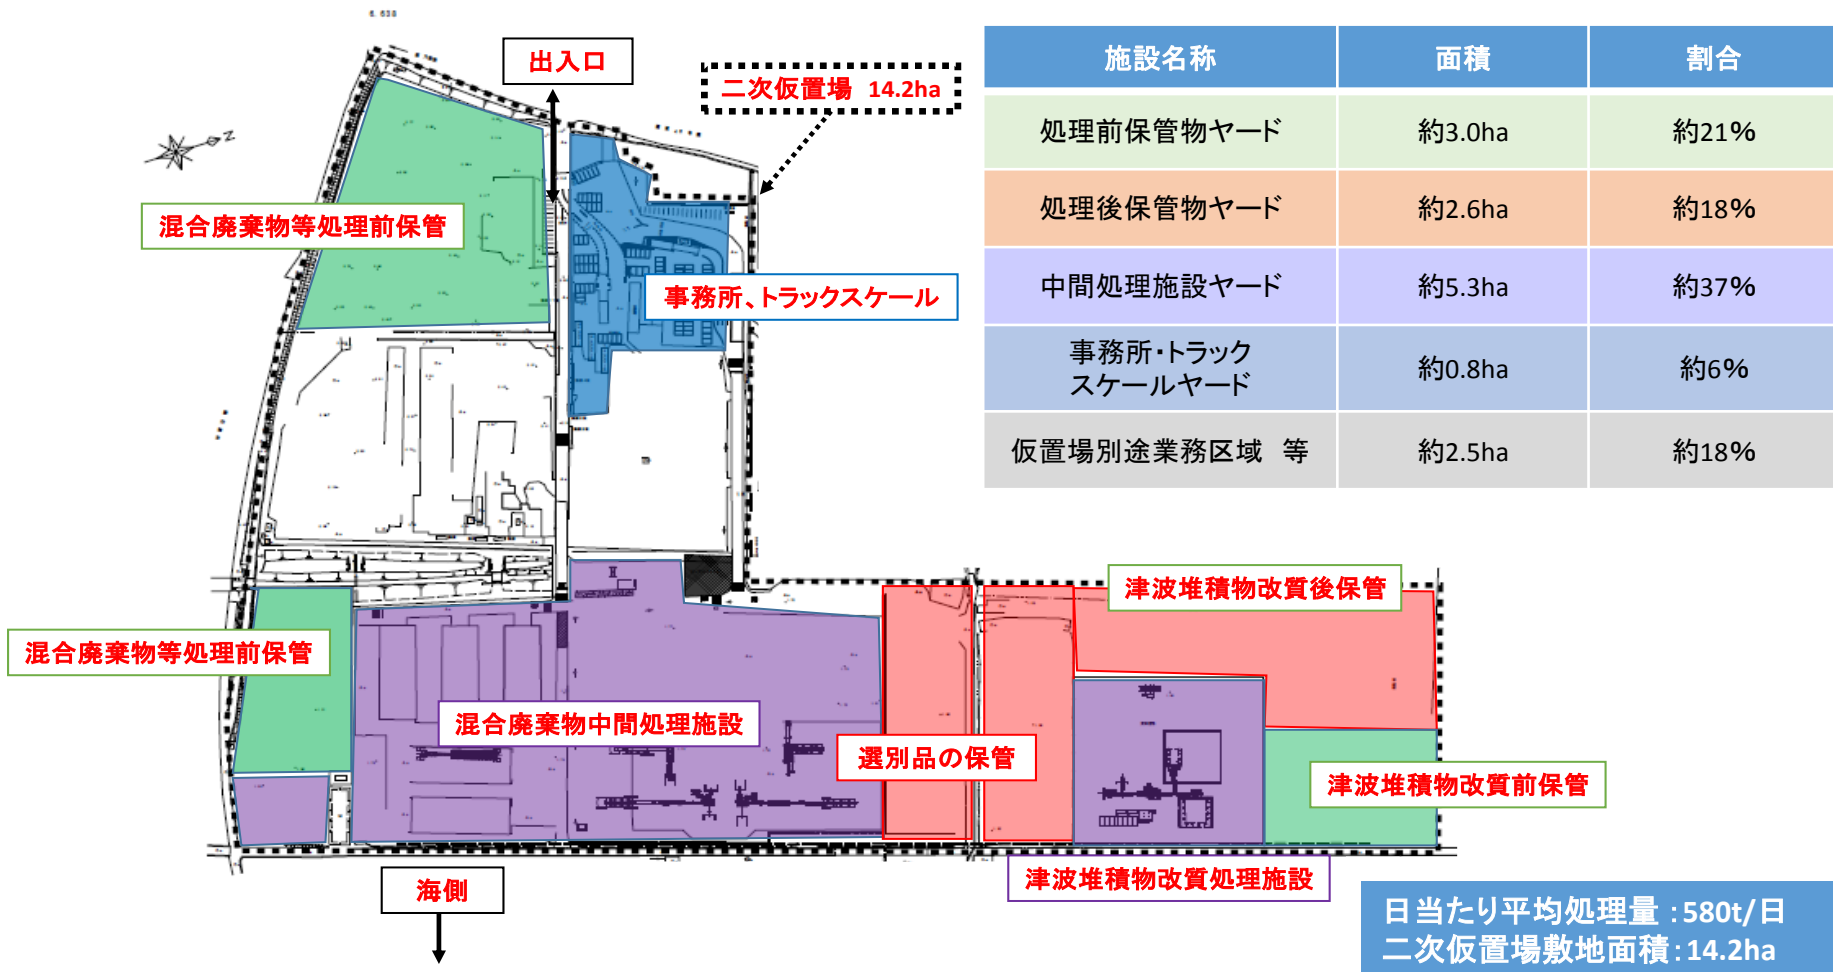 6.638
出入口
二次仮置場 14.2ha
N
混合廃棄物等処理前保管
事務所、トラックスケール
施設名称 面積 割合
処理前保管物ヤード 約3.0ha 約21%
処理後保管物ヤード 約2.6ha 約18%
中間処理施設ヤード 約5.3ha 約37%
事務所・トラック
スケールヤード 約0.8ha 約6%
仮置場別途業務区域 等 約2.5ha 約18%
津波堆積物改質後保管
混合廃棄物等処理前保管
混合廃棄物中間処理施設
選別品の保管
津波堆積物改質前保管
津波堆積物改質処理施設
海側
日当たり平均処理量：580t/日
二次仮置場敷地面積：14.2ha